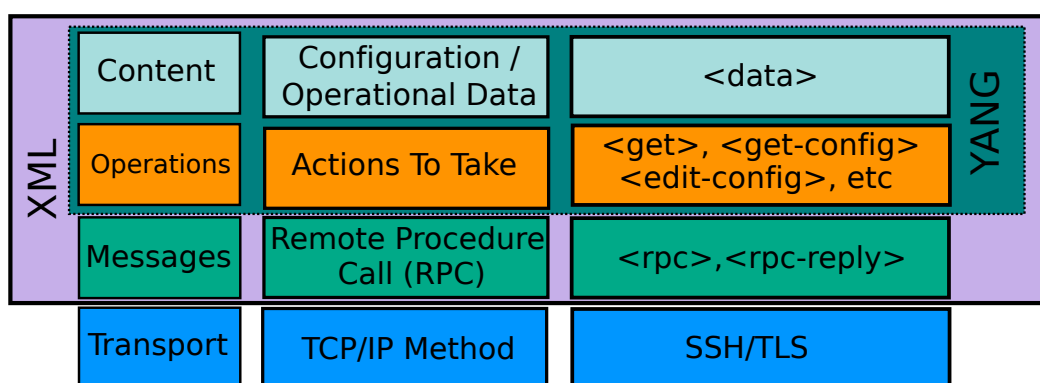 XML
YANG
Content
Configuration /
Operational Data
<data>
Operations
Actions To Take
<get>, <get-config>
<edit-config>, etc
Messages
Remote Procedure
Call (RPC)
<rpc>,<rpc-reply>
Transport
TCP/IP Method
SSH/TLS